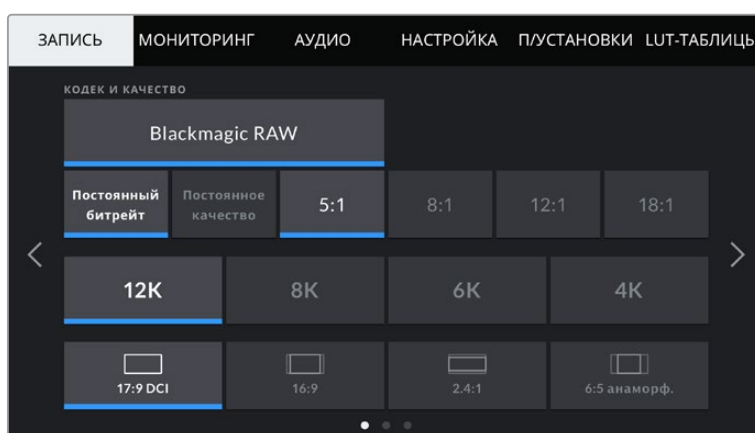 ЗАПИСЬ МОНИТОРИНГ АУДИО НАСТРОЙКА П/УСТАНОВКИ LUT-ТАБЛИЦЬ
КОДЕК И КАЧЕСТВО
Blackmagic RAW
Постоянный битрейт Постоянное качество 5:1 8:1 12:1 18:1
12K 8K 6K 4K
17:9 DCI 16:9 2.4:1 6:5 анаморф.